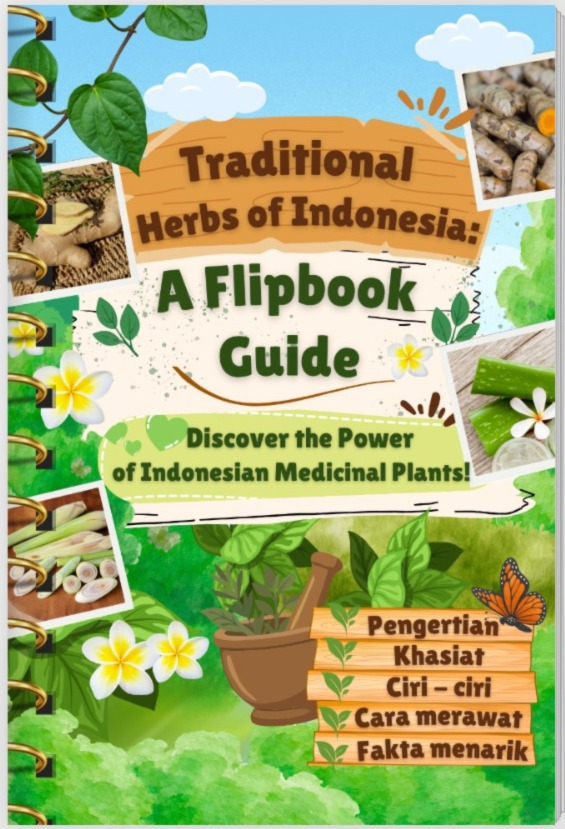 Traditional
Herbs of Indonesia:
A Flipbook
Guide
Discover the Power
of Indonesian Medicinal Plants!
Pengertian
Khasiat
Ciri – ciri
Cara merawat
Fakta menarik